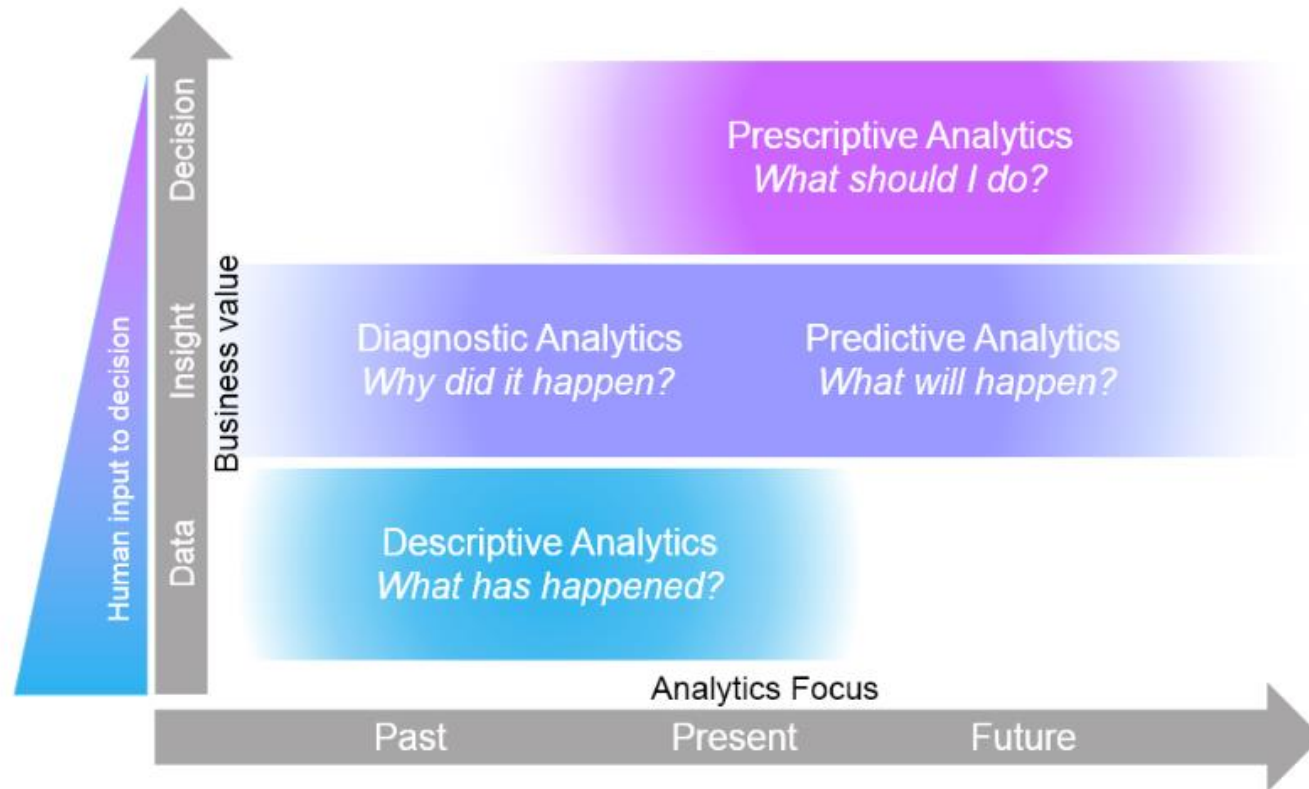 Decision
Prescriptive Analytics
What should I do?
Insight
Business value
Human input to decision
Diagnostic Analytics
Why did it happen?
Predictive Analytics
What will happen?
Data
Descriptive Analytics
What has happened?
Analytics Focus
Past
Present
Future